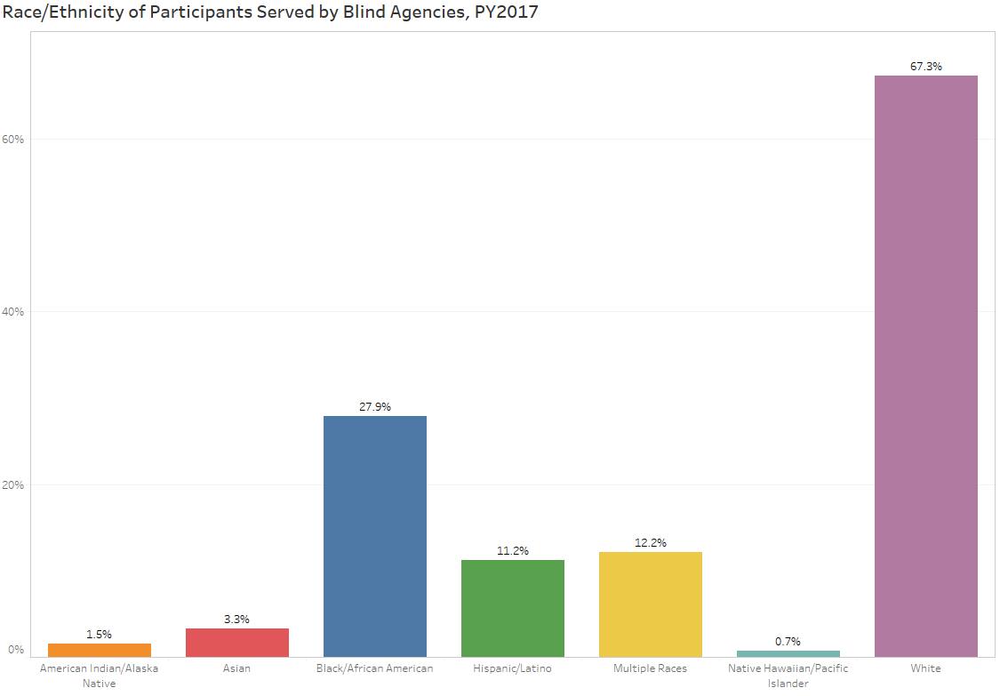 Race/Ethnicity of Participants Served by Blind Agencies, PY2017
67.3%
60%
40%
27.9%
20%
12.2%
11.2%
3.3%
1.5%
0.7%
0%
American Indian/Alaska Native
Asian
Black/African American
Hispanic/Latino
Multiple Races
Native Hawaiian/Pacific Islander
White